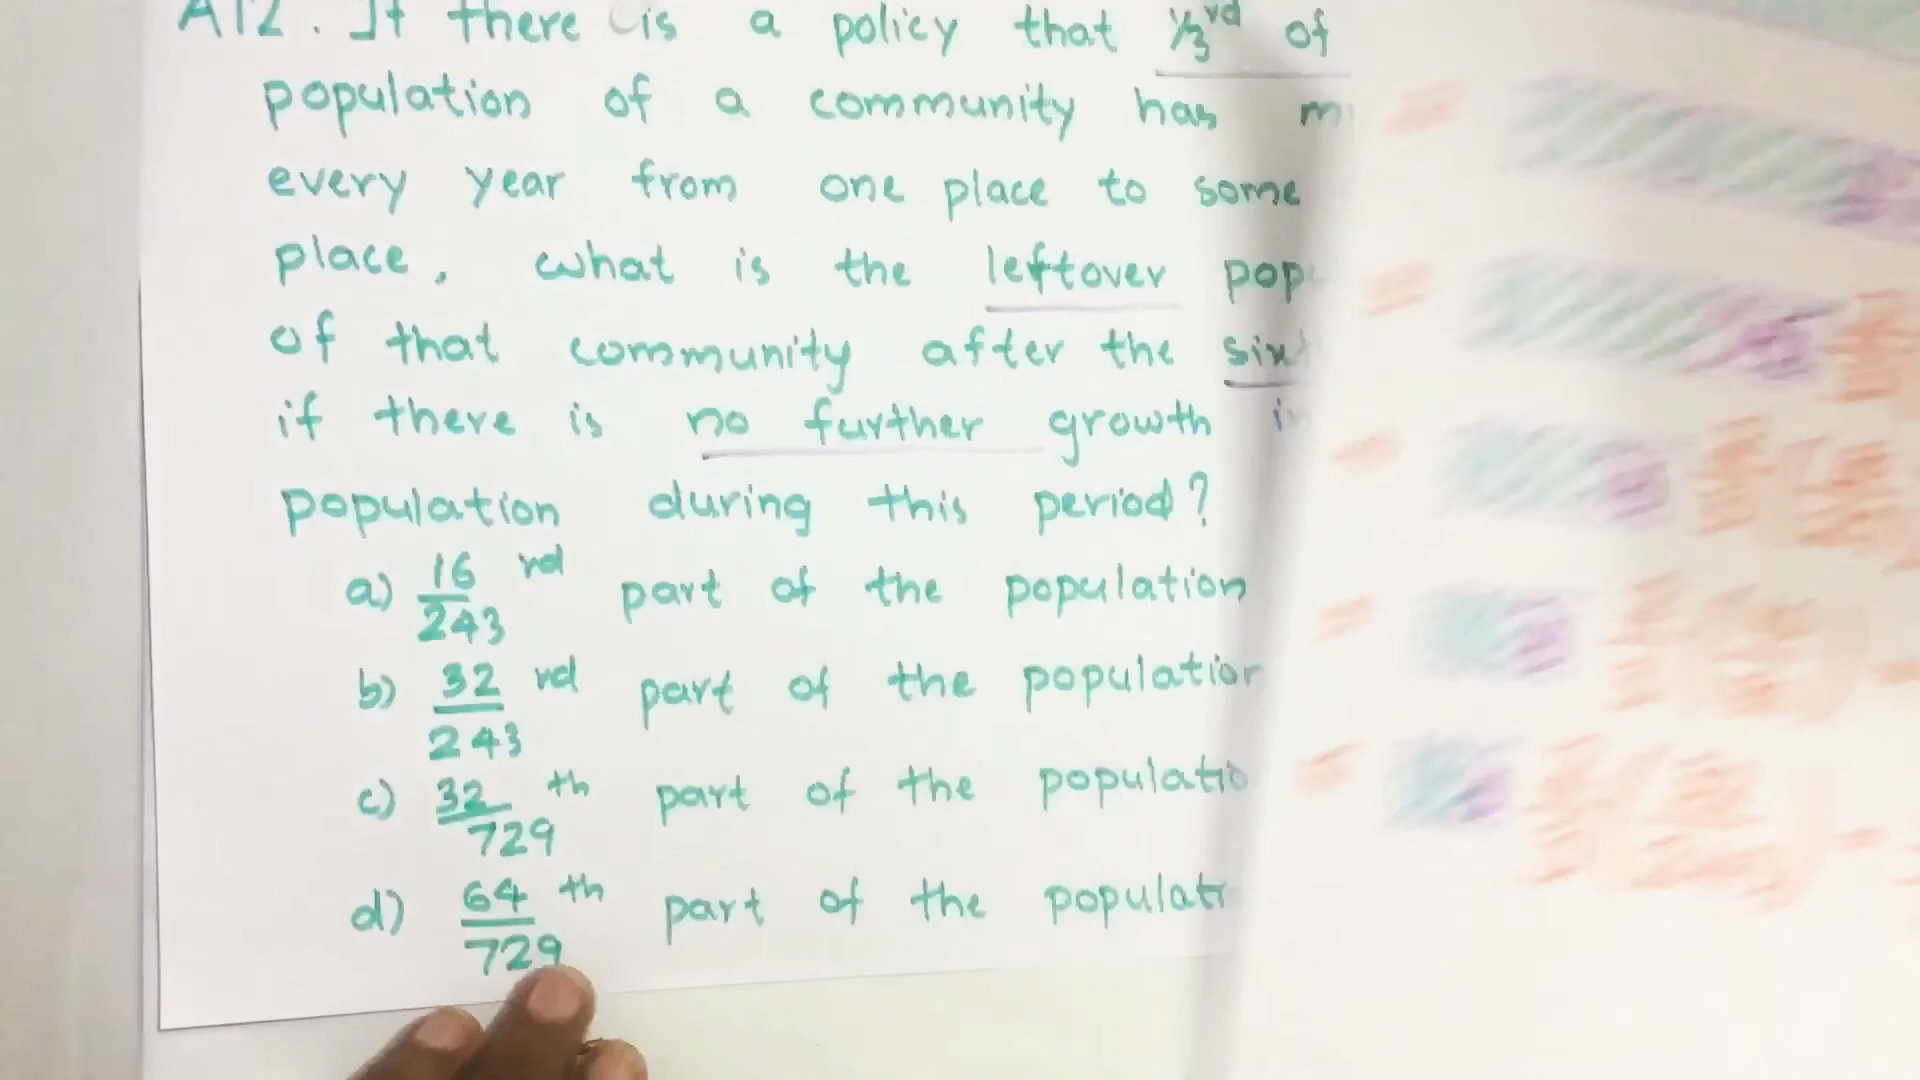 A12. If there is a policy that 1/3rd of
population of a community has
every year from one place to some
place, what is the leftover
of that community after the
if there is no further growth
population during this period?
a) 16/243 rd part of the population
b) 32/243 rd part of the population
c) 32/729 th part of the populatio
d) 64/729 th part of the populati